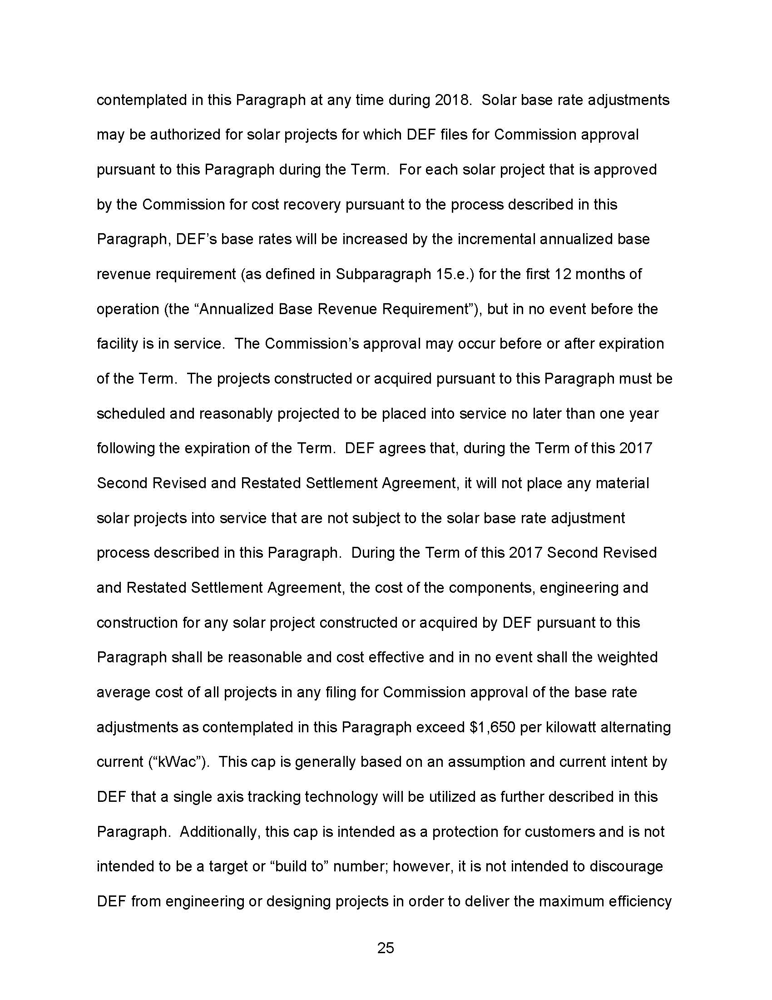 contemplated in this Paragraph at any time during 2018.  Solar base rate adjustments
may be authorized for solar projects for which DEF files for Commission approval
pursuant to this Paragraph during the Term.  For each solar project that is approved
by the Commission for cost recovery pursuant to the process described in this
Paragraph, DEF’s base rates will be increased by the incremental annualized base
revenue requirement (as defined in Subparagraph 15.e.) for the first 12 months of
operation (the “Annualized Base Revenue Requirement”), but in no event before the
facility is in service.  The Commission’s approval may occur before or after expiration
of the Term.  The projects constructed or acquired pursuant to this Paragraph must be
scheduled and reasonably projected to be placed into service no later than one year
following the expiration of the Term.  DEF agrees that, during the Term of this 2017
Second Revised and Restated Settlement Agreement, it will not place any material
solar projects into service that are not subject to the solar base rate adjustment
process described in this Paragraph.  During the Term of this 2017 Second Revised
and Restated Settlement Agreement, the cost of the components, engineering and
construction for any solar project constructed or acquired by DEF pursuant to this
Paragraph shall be reasonable and cost effective and in no event shall the weighted
average cost of all projects in any filing for Commission approval of the base rate
adjustments as contemplated in this Paragraph exceed $1,650 per kilowatt alternating
current (“kWac”).  This cap is generally based on an assumption and current intent by
DEF that a single axis tracking technology will be utilized as further described in this
Paragraph.  Additionally, this cap is intended as a protection for customers and is not
intended to be a target or “build to” number; however, it is not intended to discourage
DEF from engineering or designing projects in order to deliver the maximum efficiency
25